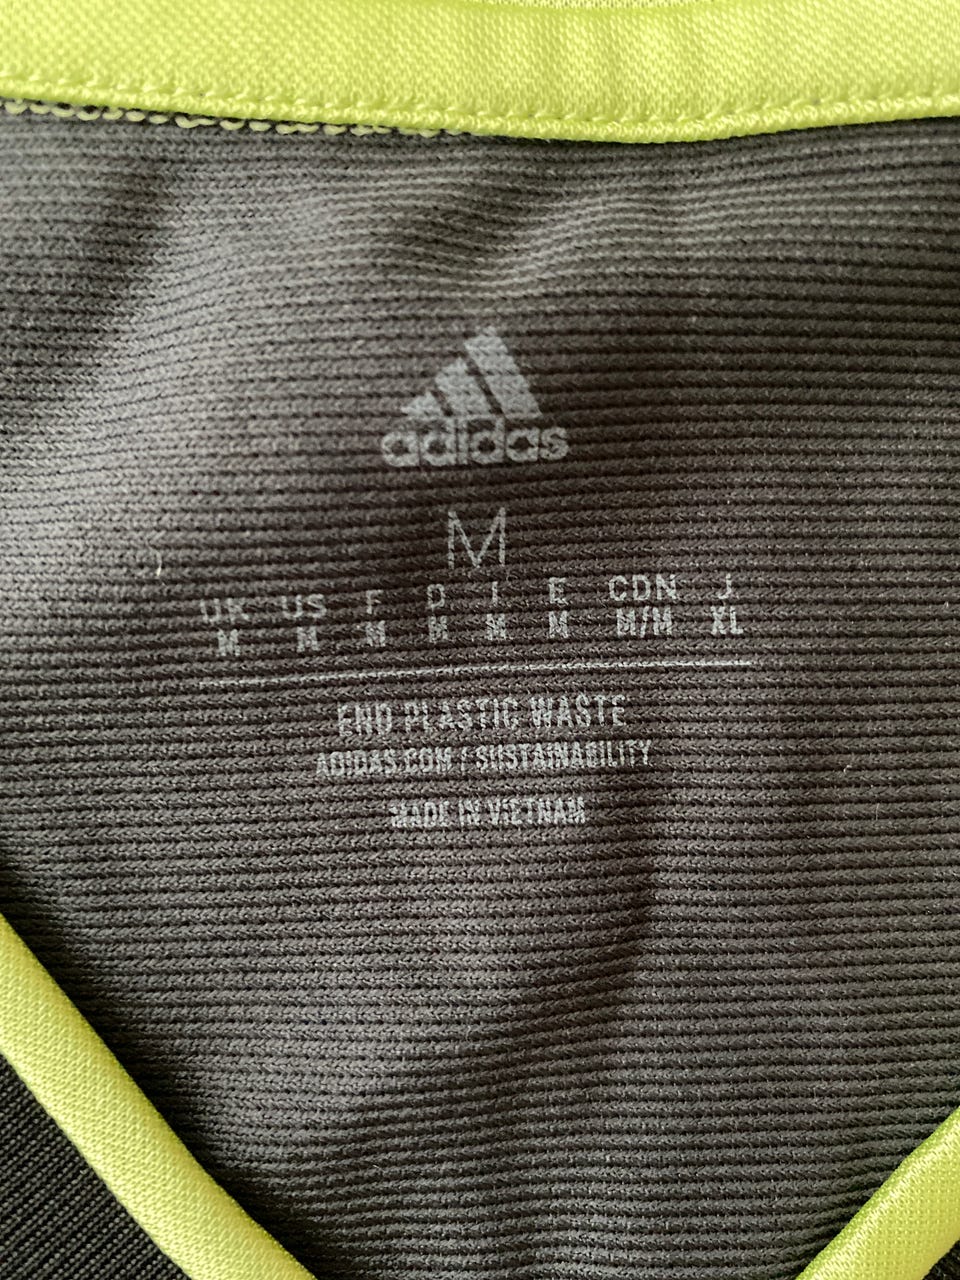 adidas
M
UK US F D I E CDN J
M M M M M M M/M XL
END PLASTIC WASTE
ADIDAS.COM / SUSTAINABILITY
MADE IN VIETNAM